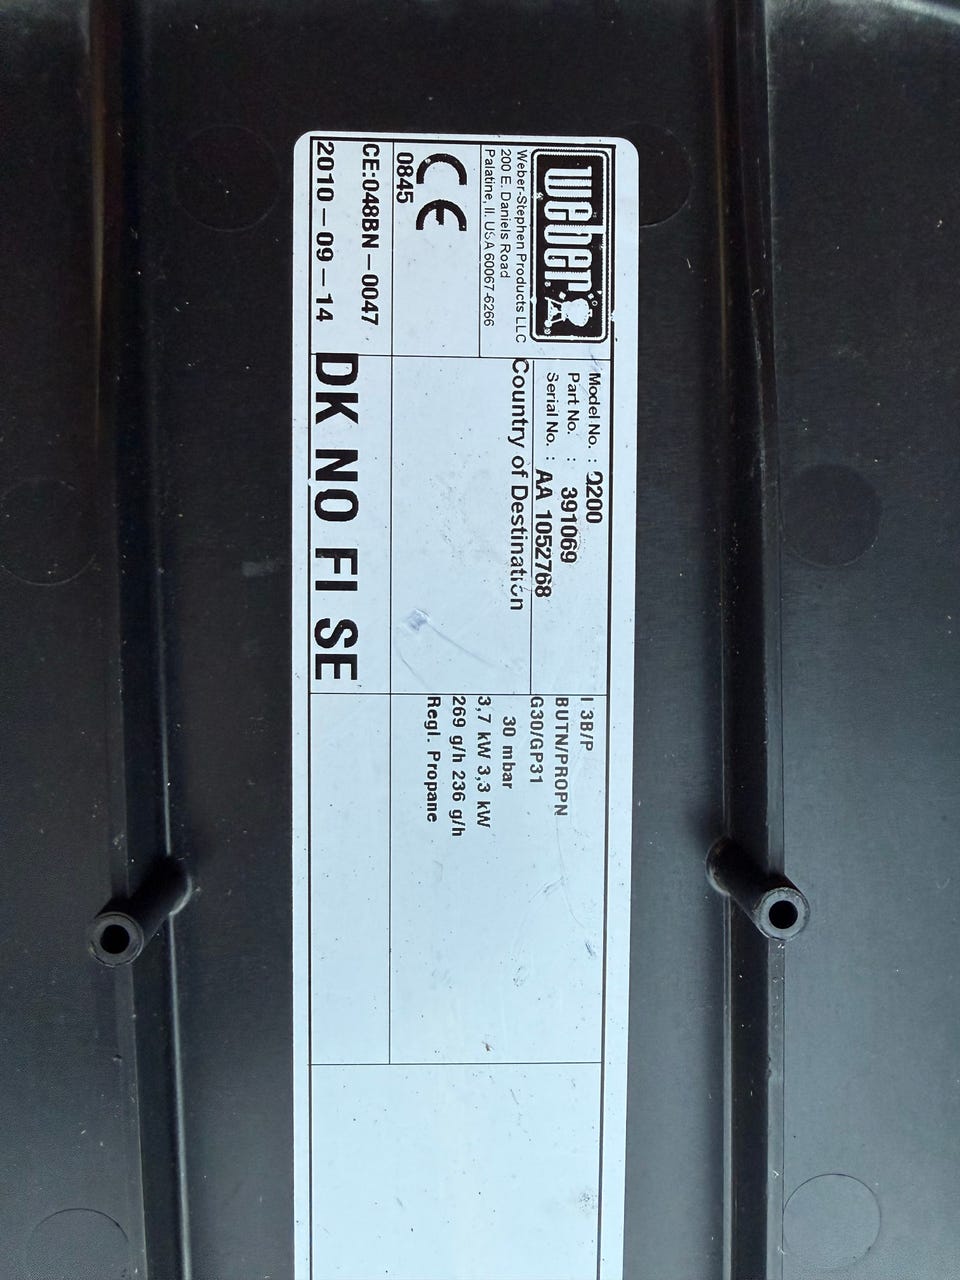 weber
Weber-Stephen Products LLC
200 E. Daniels Road
Palatine, Il. USA 60067-6266
CE
0845
CE:048BN-0047
2010-09-14
Model No. : Q200
Part No. : 391069
Serial No. : AA 1052768
Country of Destination
DK NO FI SE
I 3B/P
BUTN/PROPN
G30/GP31
30 mbar
3,7 kW 3,3 kW
269 g/h 236 g/h
Regl. Propane